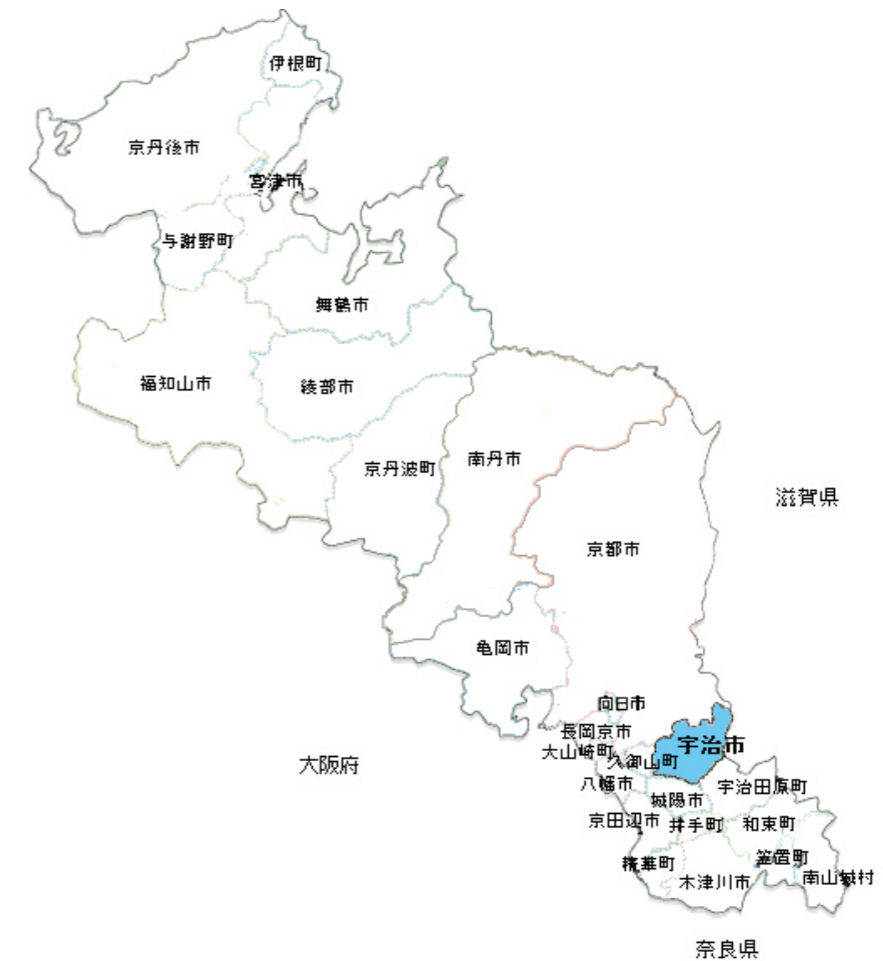 伊根町
京丹後市
宮津市
与謝野町
舞鶴市
福知山市
綾部市
京丹波町
南丹市
滋賀県
京都市
亀岡市
向日市
長岡京市
宇治市
大山崎町
久御山町
大阪府
八幡市
宇治田原町
城陽市
京田辺市
井手町
和束町
精華町
笠置町
南山城村
木津川市
奈良県